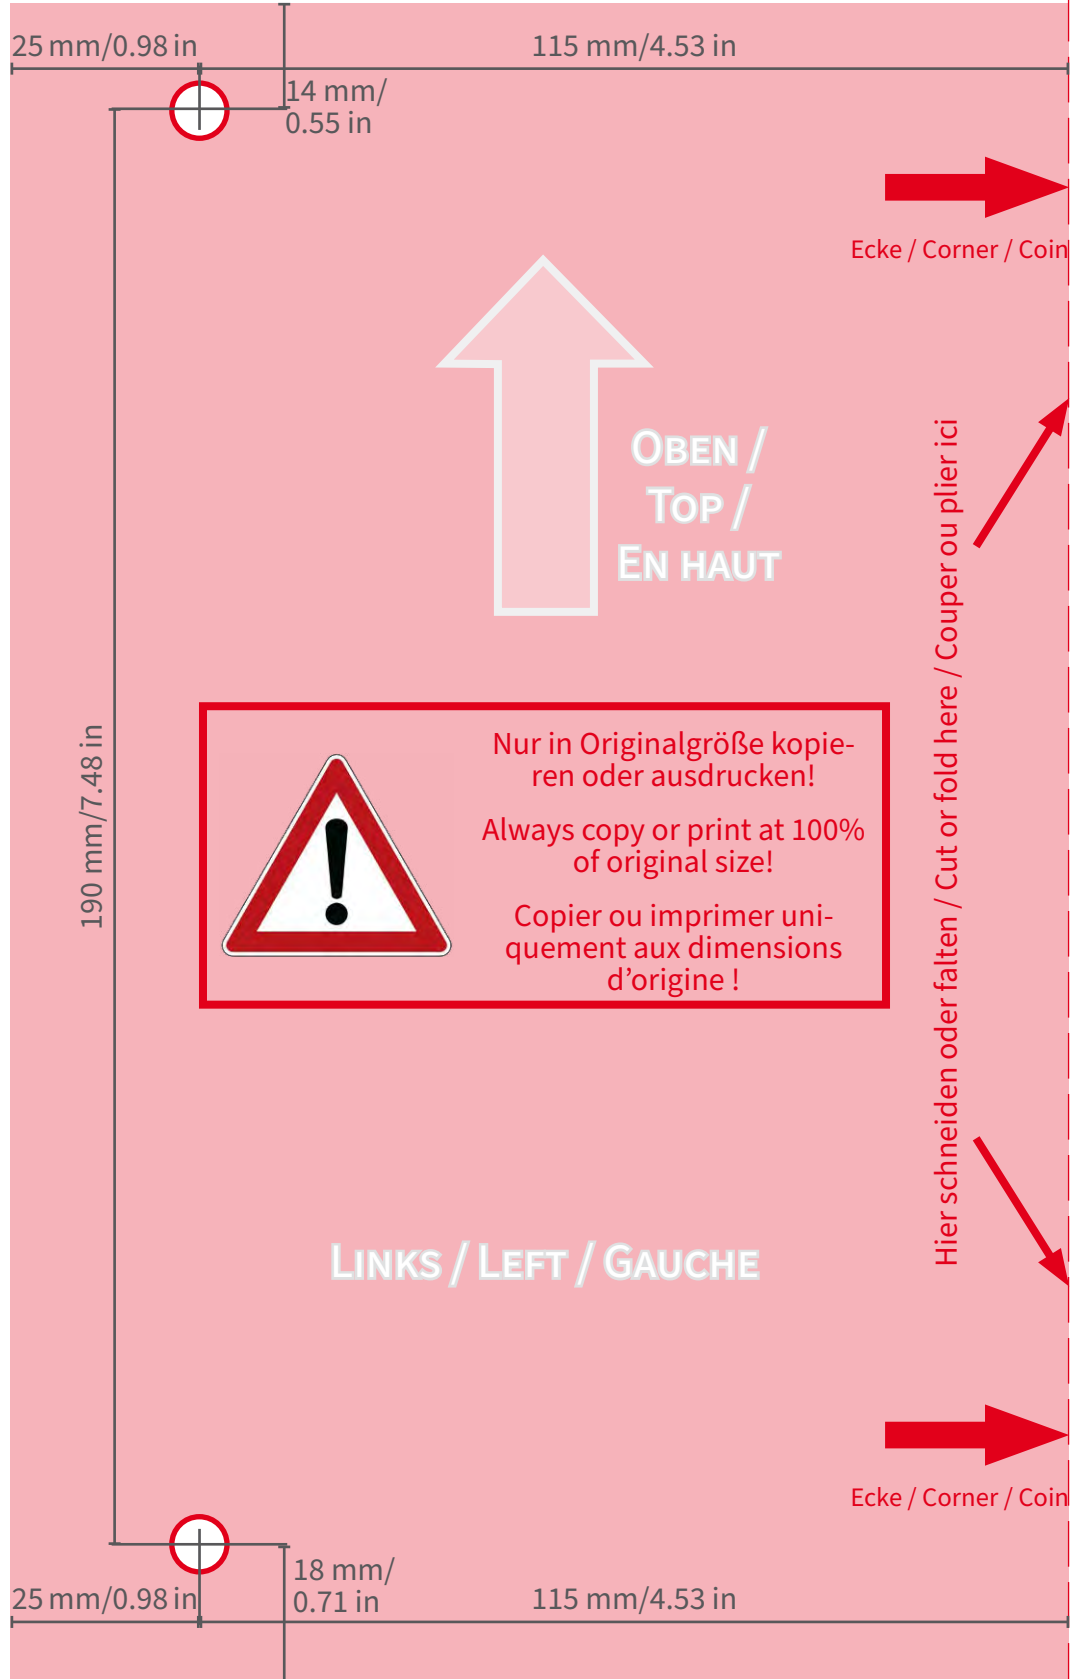 25 mm/0.98 in
115 mm/4.53 in
14 mm/
0.55 in
Ecke / Corner / Coin
OBEN /
TOP /
EN HAUT
Hier schneiden oder falten / Cut or fold here / Couper ou plier ici
190 mm/7.48 in
Nur in Originalgröße kopie-
ren oder ausdrucken!
Always copy or print at 100%
of original size!
Copier ou imprimer uni-
quement aux dimensions
d’origine !
LINKS / LEFT / GAUCHE
Ecke / Corner / Coin
18 mm/
0.71 in
25 mm/0.98 in
115 mm/4.53 in